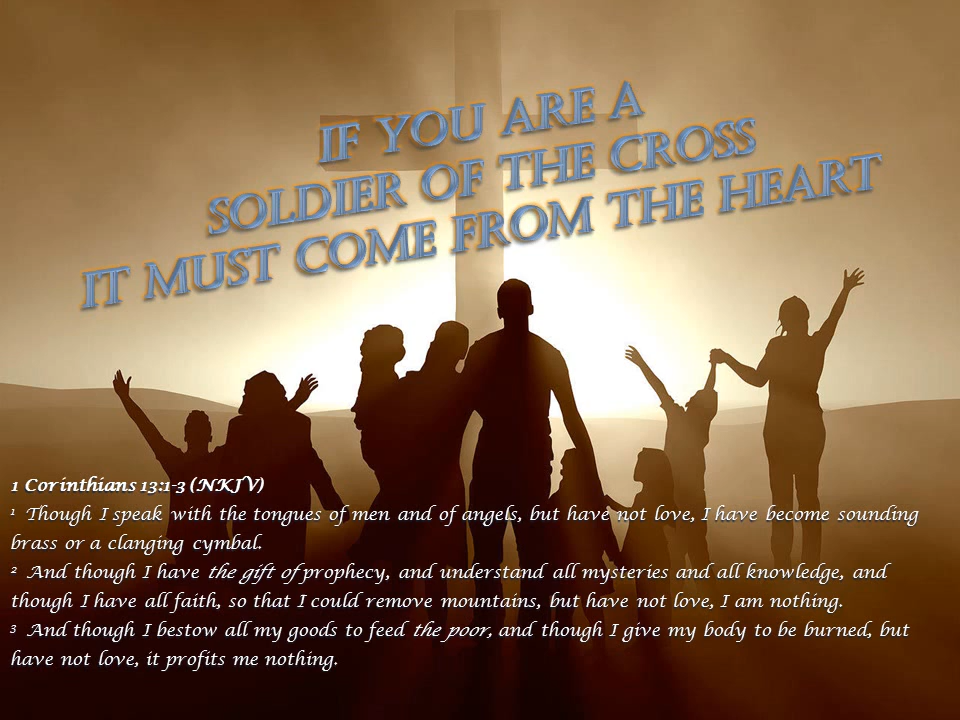 IF YOU ARE A
SOLDIER OF THE CROSS
IT MUST COME FROM THE HEART
1 Corinthians 13:1-3 (NKJV)
1 Though I speak with the tongues of men and of angels, but have not love, I have become sounding
brass or a clanging cymbal.
2 And though I have the gift of prophecy, and understand all mysteries and all knowledge, and
though I have all faith, so that I could remove mountains, but have not love, I am nothing.
3 And though I bestow all my goods to feed the poor, and though I give my body to be burned, but
have not love, it profits me nothing.